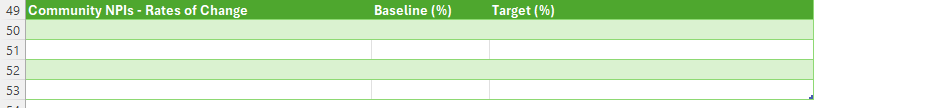 49 Community NPIs - Rates of Change Baseline (%) Target (%)
50
51
52
53